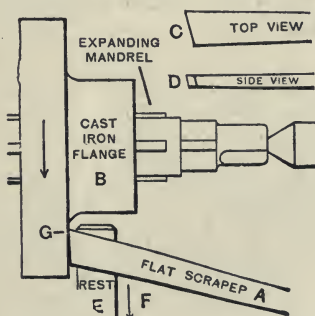 C
TOP VIEW
EXPANDING
MANDREL
D
SIDE VIEW
CAST
IRON
FLANGE
B
G
FLAT SCRAPEP A
REST
E
F